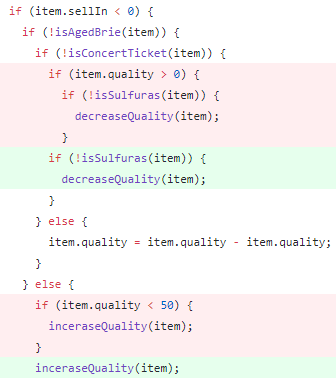 if (item.sellIn < 0) {
if (!isAgedBrie(item)) {
if (!isConcertTicket(item)) {
if (item.quality > 0) {
if (!isSulfuras(item)) {
decreaseQuality(item);
}
if (!isSulfuras(item)) {
decreaseQuality(item);
}
} else {
item.quality = item.quality - item.quality;
}
} else {
if (item.quality < 50) {
inceraseQuality(item);
}
inceraseQuality(item);